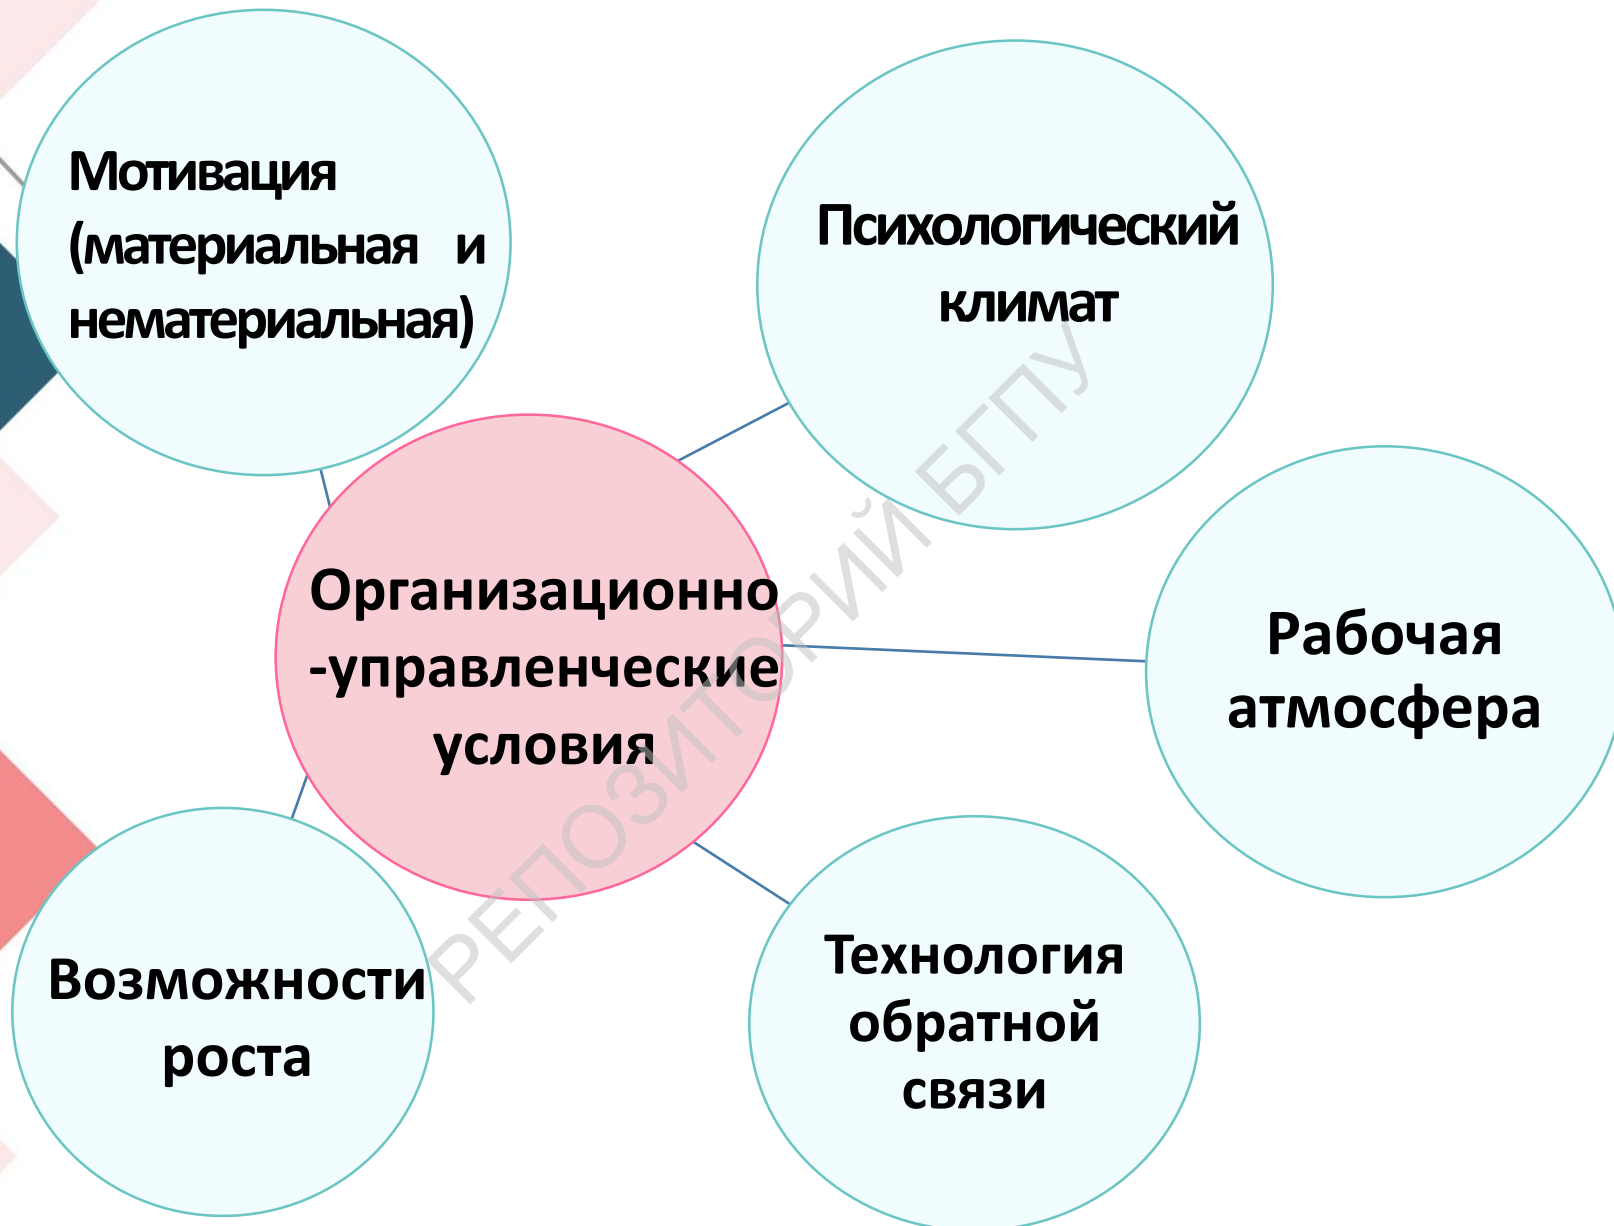 Мотивация
(материальная и
нематериальная)
Психологический
климат
Организационно
-управленческие
условия
Рабочая
атмосфера
Возможности
роста
Технология
обратной
связи
РЕПОЗИТОРИЙ БГПУ